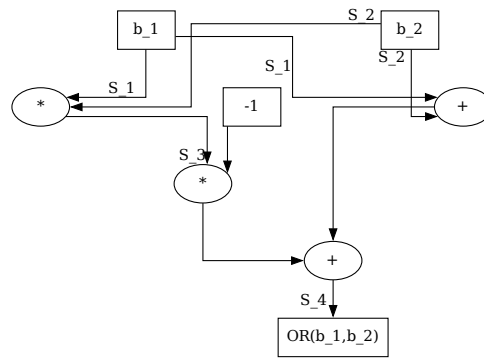 S_2
b_1
b_2
S_2
S_1
S_1
*
-1
+
S_3
*
+
S_4
OR(b_1,b_2)